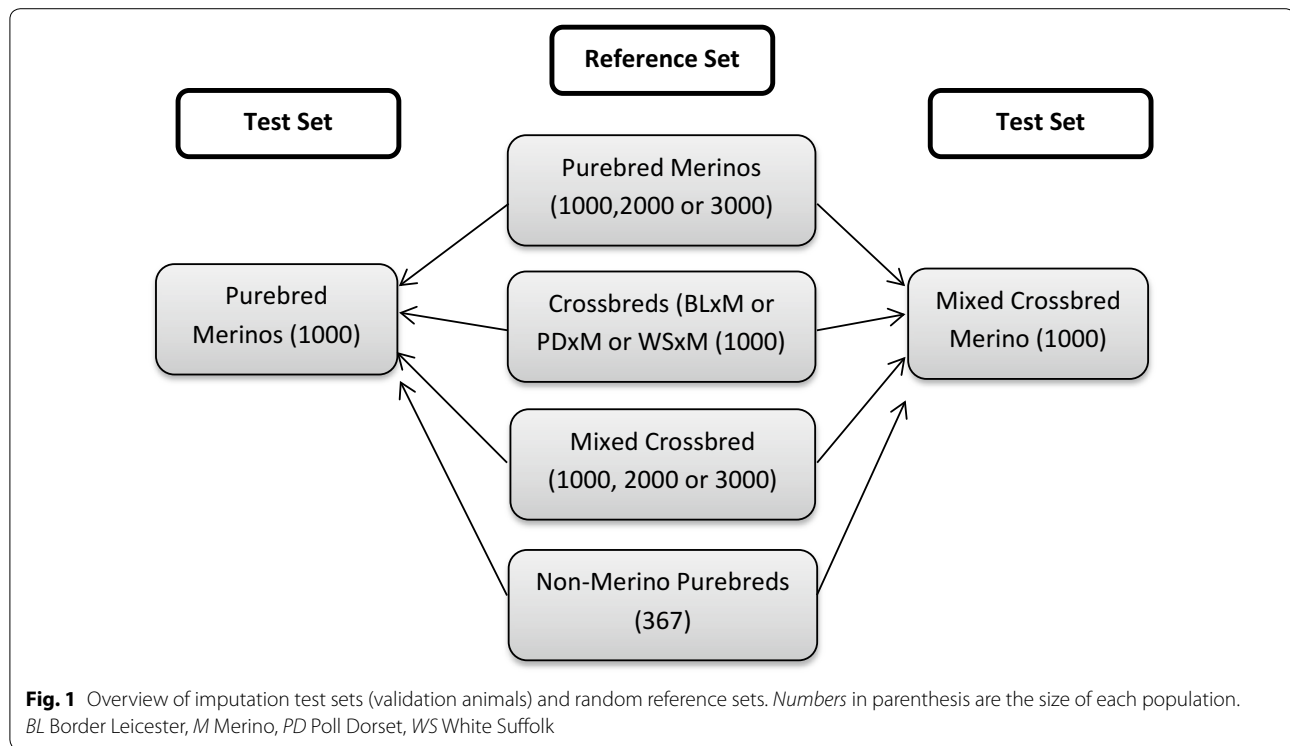 Reference Set
Test Set
Test Set
Purebred Merinos
(1000,2000 or 3000)
Purebred
Merinos (1000)
Crossbreds (BLxM or
PDxM or WSxM (1000)
Mixed Crossbred
Merino (1000)
Mixed Crossbred
(1000, 2000 or 3000)
Non-Merino Purebreds
(367)
Fig. 1 Overview of imputation test sets (validation animals) and random reference sets. Numbers in parenthesis are the size of each population.
BL Border Leicester, M Merino, PD Poll Dorset, WS White Suffolk